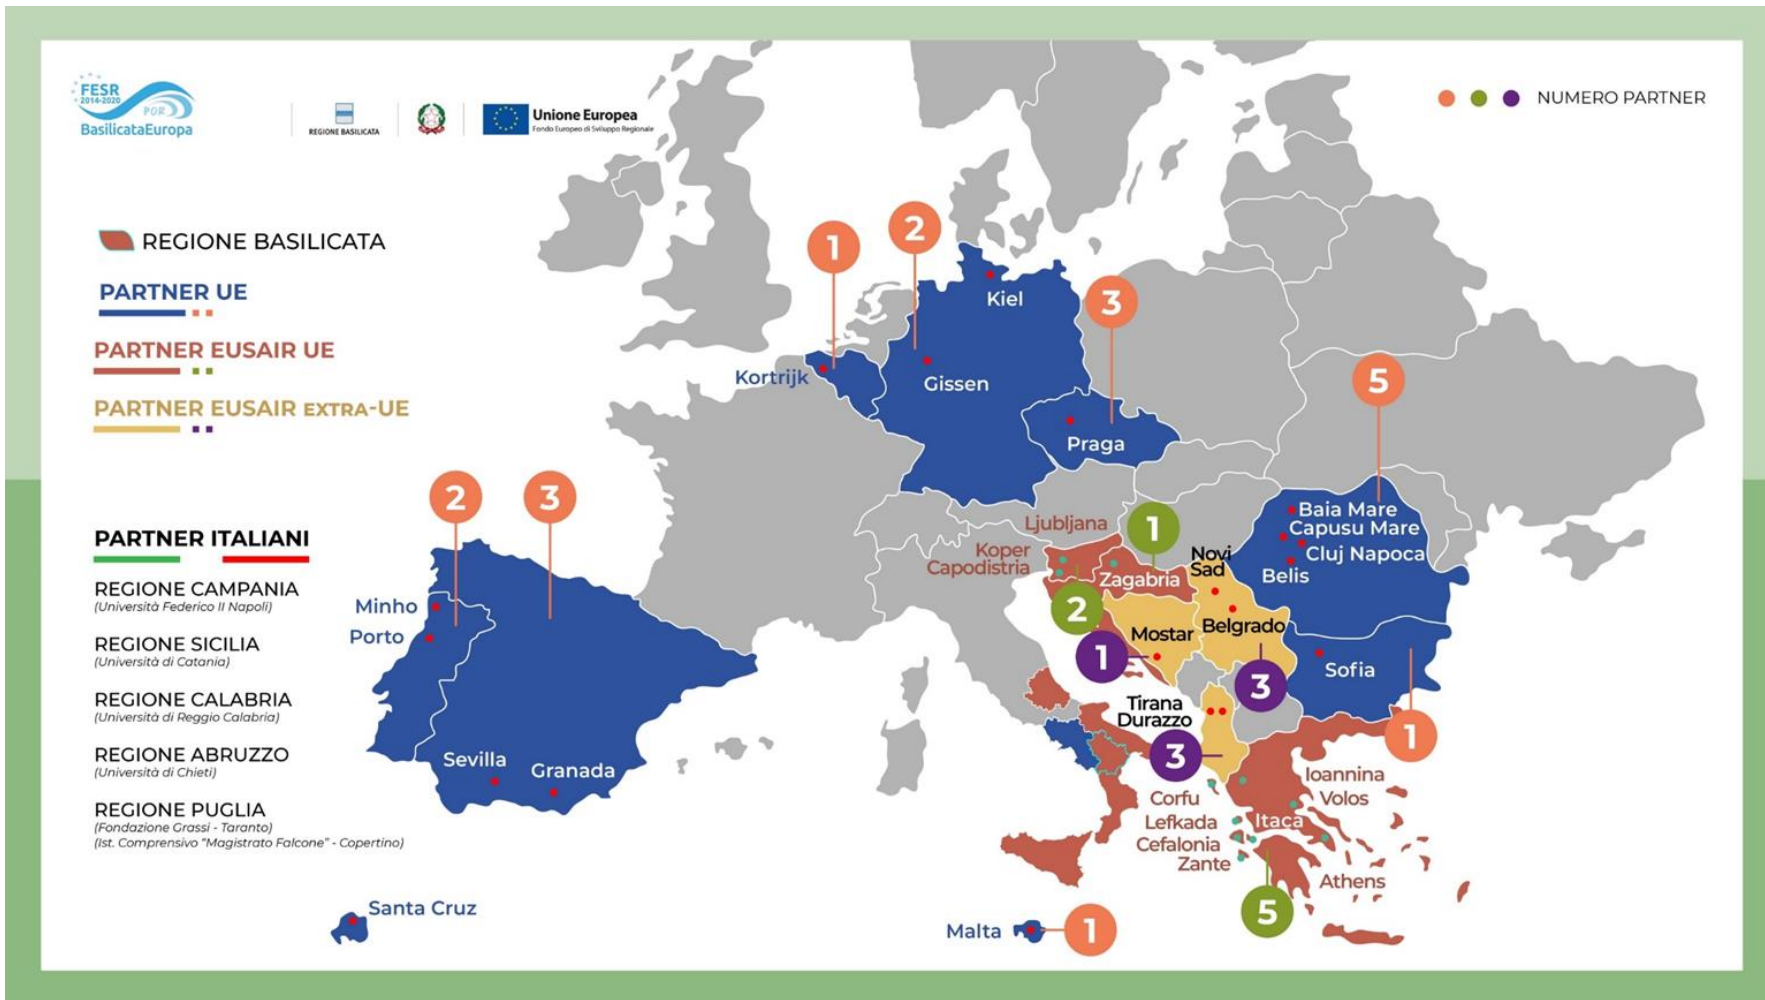 FESR
2014-2020
POR
BasilicataEuropa
REGIONE BASILICATA
Unione Europea
Fondo Europeo di Sviluppo Regionale
NUMERO PARTNER
REGIONE BASILICATA
PARTNER UE
PARTNER EUSAIR UE
PARTNER EUSAIR EXTRA-UE
PARTNER ITALIANI
REGIONE CAMPANIA
(Università Federico II Napoli)
REGIONE SICILIA
(Università di Catania)
REGIONE CALABRIA
(Università di Reggio Calabria)
REGIONE ABRUZZO
(Università di Chieti)
REGIONE PUGLIA
(Fondazione Grassi - Taranto)
(Ist. Comprensivo "Magistrato Falcone" - Copertino)
1
2
3
5
Kiel
Kortrijk
Gissen
Praga
2
3
Baia Mare
Capusu Mare
Cluj Napoca
Belis
Ljubljana
1
Koper
Capodistria
Zagabria
Novi
Sad
2
Minho
Porto
Mostar
Belgrado
1
3
Sofia
1
Tirana
Durazzo
3
Sevilla
Granada
Ioannina
Volos
Corfu
Lefkada
Itaca
Cefalonia
Zante
Athens
5
Santa Cruz
Malta
1